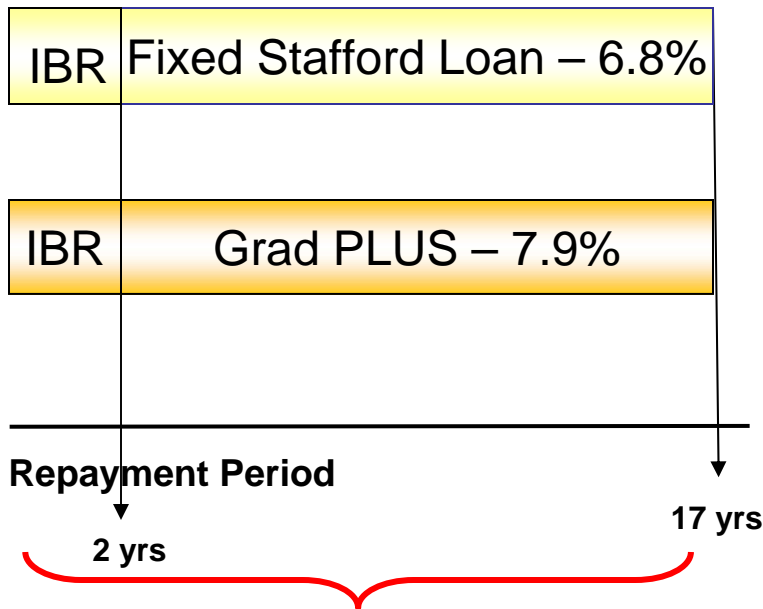 IBR Fixed Stafford Loan – 6.8%
IBR Grad PLUS – 7.9%
Repayment Period
17 yrs
2 yrs